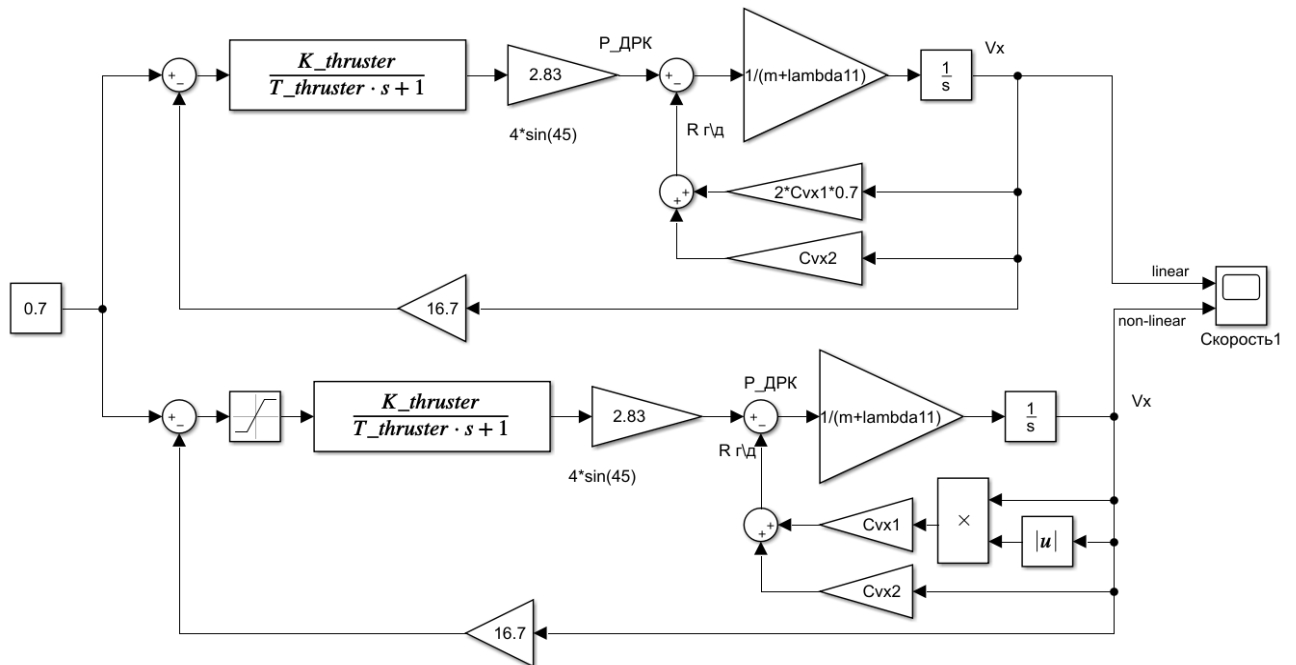 P_ДРК
Vx
+
−
K_thruster
T_thruster · s + 1
2.83
+
−
1/(m+lambda11)
1
s
4*sin(45)
R г\д
+
+
2*Cvx1*0.7
Cvx2
linear
0.7
16.7
non-linear
Скорость1
P_ДРК
Vx
+
−
K_thruster
T_thruster · s + 1
2.83
+
−
1/(m+lambda11)
1
s
R г\д
4*sin(45)
+
+
Cvx1
×
|u|
Cvx2
16.7